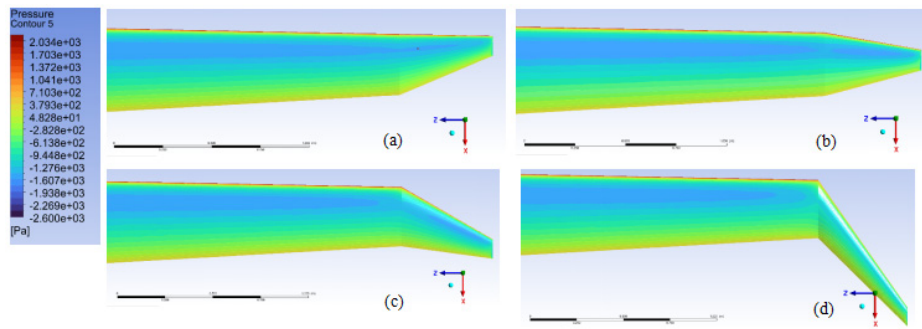 Pressure
Contour 5
2.034e+03
1.703e+03
1.372e+03
1.041e+03
7.103e+02
3.793e+02
4.828e+01
-2.828e+02
-6.138e+02
-9.448e+02
-1.276e+03
-1.607e+03
-1.938e+03
-2.269e+03
-2.600e+03
[Pa]
(a)
Z
X
(b)
Z
X
(c)
Z
X
(d)
Z
X